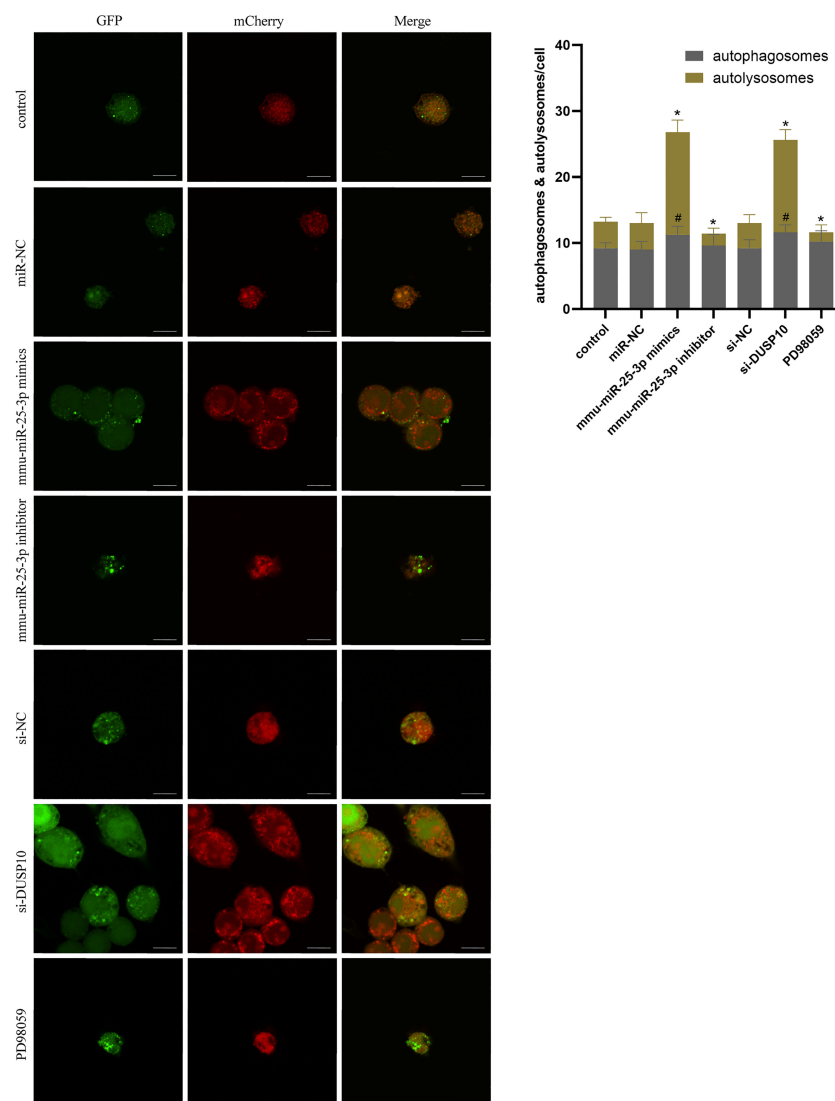 GFP mCherry Merge
control
miR-NC
mmu-miR-25-3p mimics
mmu-miR-25-3p inhibitor
si-NC
si-DUSP10
PD98059
autophagosomes & autolysosomes/cell
40
30
20
10
0
autophagosomes
autolysosomes
* * * *
# #
control
miR-NC
mmu-miR-25-3p mimics
mmu-miR-25-3p inhibitor
si-NC
si-DUSP10
PD98059